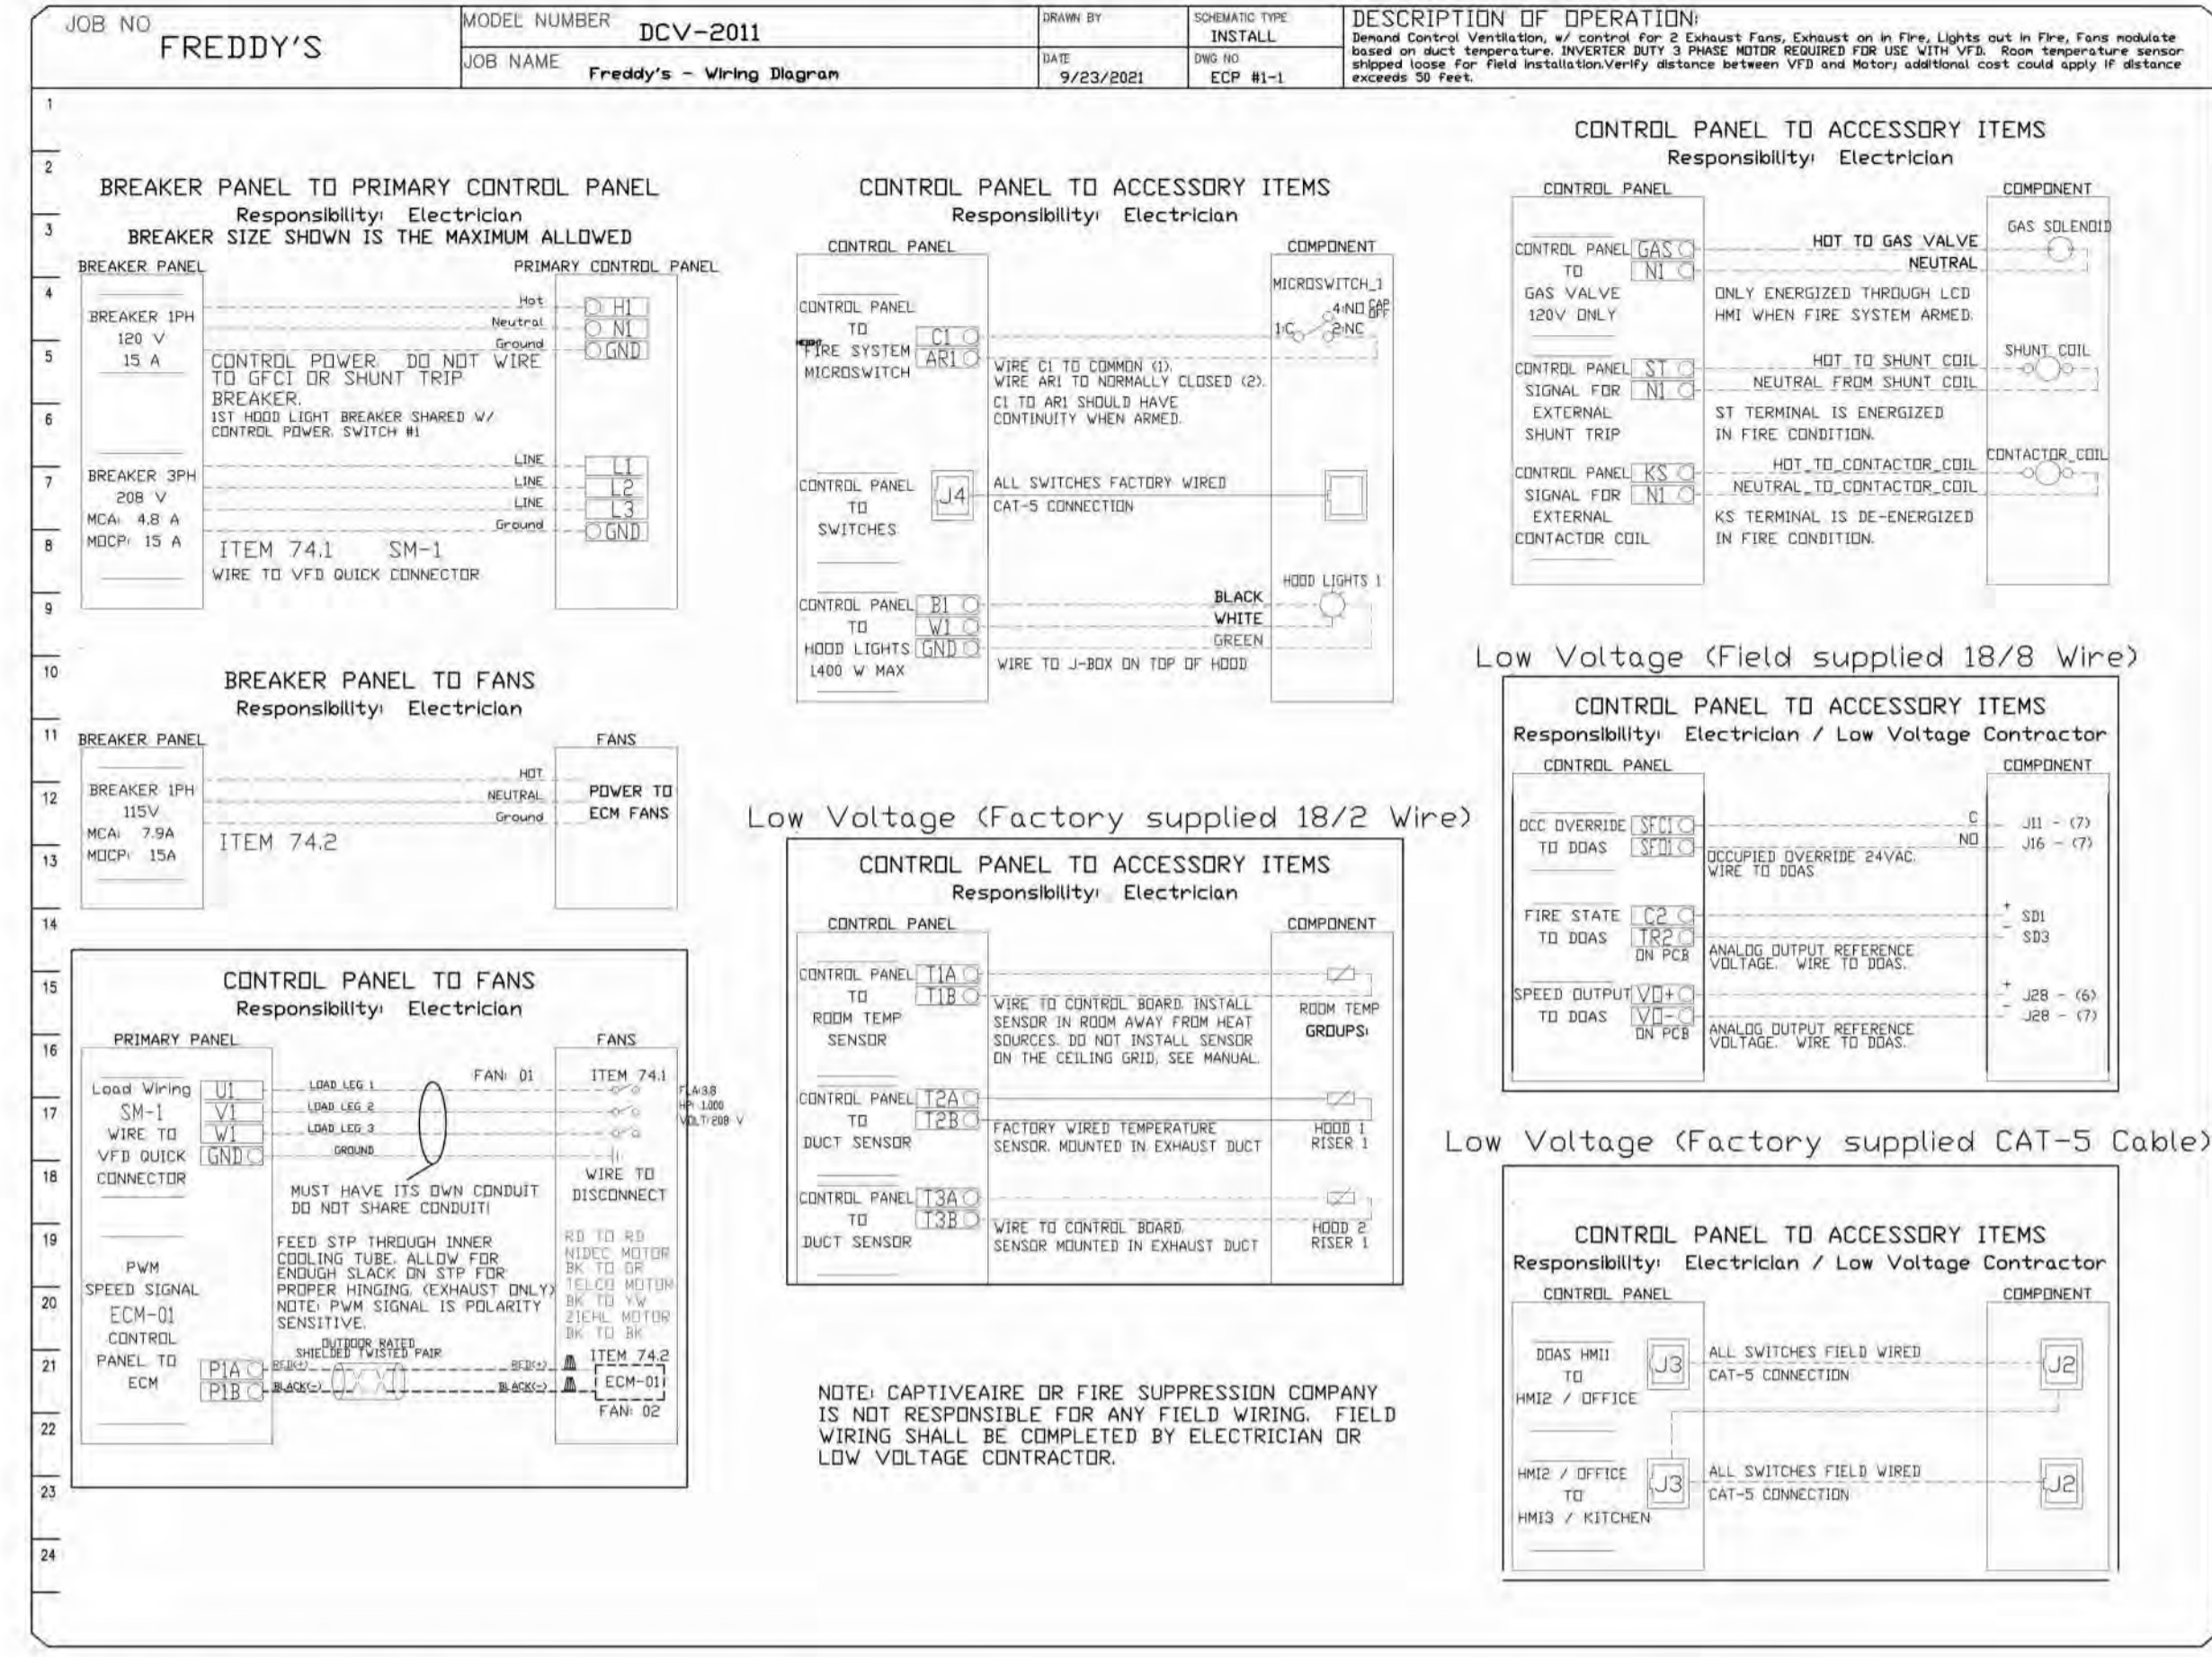 JOB NO
FREDDY'S
MODEL NUMBER
DCV-2011
JOB NAME
Freddy's - Wiring Diagram
DRAWN BY
DATE
9/23/2021
SCHEMATIC TYPE
INSTALL
DWG NO
ECP #1-1
DESCRIPTION OF OPERATION:
Demand Control Ventilation, w/ control for 2 Exhaust Fans, Exhaust on in Fire, Lights out in Fire, Fans modulate
based on duct temperature. INVERTER DUTY 3 PHASE MOTOR REQUIRED FOR USE WITH VFD. Room temperature sensor
shipped loose for field installation.Verify distance between VFD and Motor; additional cost could apply if distance
exceeds 50 feet.
1
2
3
4
5
6
7
8
9
10
11
12
13
14
15
16
17
18
19
20
21
22
23
24
BREAKER PANEL TO PRIMARY CONTROL PANEL
Responsibility: Electrician
BREAKER SIZE SHOWN IS THE MAXIMUM ALLOWED
BREAKER PANEL
PRIMARY CONTROL PANEL
BREAKER 1PH
120 V
15 A
Hot
H1
Neutral
N1
Ground
GND
CONTROL POWER. DO NOT WIRE
TO GFCI OR SHUNT TRIP
BREAKER.
1ST HOOD LIGHT BREAKER SHARED W/
CONTROL POWER. SWITCH #1
BREAKER 3PH
208 V
MCA: 4.8 A
MOCP: 15 A
LINE
L1
LINE
L2
LINE
L3
Ground
GND
ITEM 74.1 SM-1
WIRE TO VFD QUICK CONNECTOR
BREAKER PANEL TO FANS
Responsibility: Electrician
BREAKER PANEL
FANS
BREAKER 1PH
115V
MCA: 7.9A
MOCP: 15A
HOT
NEUTRAL
Ground
POWER TO
ECM FANS
ITEM 74.2
CONTROL PANEL TO FANS
Responsibility: Electrician
PRIMARY PANEL
FANS
Load Wiring
SM-1
WIRE TO
VFD QUICK
CONNECTOR
U1
V1
W1
GND
LOAD LEG 1
LOAD LEG 2
LOAD LEG 3
GROUND
FAN: 01
ITEM 74.1
FLA:3.8
HP: 1.000
VOLT:208 V
WIRE TO
DISCONNECT
MUST HAVE ITS OWN CONDUIT
DO NOT SHARE CONDUIT!
FEED STP THROUGH INNER
COOLING TUBE. ALLOW FOR
ENOUGH SLACK ON STP FOR
PROPER HINGING. (EXHAUST ONLY)
NOTE: PWM SIGNAL IS POLARITY
SENSITIVE.
RD TO RD
NIDEC MOTOR
BK TO OR
TELCO MOTOR
BK TO YW
ZIEHL MOTOR
BK TO BK
PWM
SPEED SIGNAL
ECM-01
CONTROL
PANEL TO
ECM
P1A
P1B
OUTDOOR RATED
SHIELDED TWISTED PAIR
RED(+)
RED(+)
BLACK(-)
BLACK(-)
ITEM 74.2
ECM-01
FAN: 02
CONTROL PANEL TO ACCESSORY ITEMS
Responsibility: Electrician
CONTROL PANEL
COMPONENT
CONTROL PANEL
TO
FIRE SYSTEM
MICROSWITCH
C1
AR1
MICROSWITCH_1
4:NO CAP
OFF
1:C
2:NC
WIRE C1 TO COMMON (1).
WIRE AR1 TO NORMALLY CLOSED (2).
C1 TO AR1 SHOULD HAVE
CONTINUITY WHEN ARMED.
CONTROL PANEL
TO
SWITCHES
J4
ALL SWITCHES FACTORY WIRED
CAT-5 CONNECTION
CONTROL PANEL
TO
HOOD LIGHTS
1400 W MAX
B1
W1
GND
BLACK
WHITE
GREEN
HOOD LIGHTS 1
WIRE TO J-BOX ON TOP OF HOOD
Low Voltage (Factory supplied 18/2 Wire)
CONTROL PANEL TO ACCESSORY ITEMS
Responsibility: Electrician
CONTROL PANEL
COMPONENT
CONTROL PANEL
TO
ROOM TEMP
SENSOR
T1A
T1B
WIRE TO CONTROL BOARD. INSTALL
SENSOR IN ROOM AWAY FROM HEAT
SOURCES. DO NOT INSTALL SENSOR
ON THE CEILING GRID, SEE MANUAL.
ROOM TEMP
GROUPS:
CONTROL PANEL
TO
DUCT SENSOR
T2A
T2B
FACTORY WIRED TEMPERATURE
SENSOR. MOUNTED IN EXHAUST DUCT
HOOD 1
RISER 1
CONTROL PANEL
TO
DUCT SENSOR
T3A
T3B
WIRE TO CONTROL BOARD.
SENSOR MOUNTED IN EXHAUST DUCT
HOOD 2
RISER 1
NOTE: CAPTIVEAIRE OR FIRE SUPPRESSION COMPANY
IS NOT RESPONSIBLE FOR ANY FIELD WIRING. FIELD
WIRING SHALL BE COMPLETED BY ELECTRICIAN OR
LOW VOLTAGE CONTRACTOR.
CONTROL PANEL TO ACCESSORY ITEMS
Responsibility: Electrician
CONTROL PANEL
COMPONENT
CONTROL PANEL
TO
GAS VALVE
120V ONLY
GAS
N1
HOT TO GAS VALVE
NEUTRAL
GAS SOLENOID
ONLY ENERGIZED THROUGH LCD
HMI WHEN FIRE SYSTEM ARMED.
CONTROL PANEL
SIGNAL FOR
EXTERNAL
SHUNT TRIP
ST
N1
HOT TO SHUNT COIL
NEUTRAL FROM SHUNT COIL
SHUNT COIL
ST TERMINAL IS ENERGIZED
IN FIRE CONDITION.
CONTROL PANEL
SIGNAL FOR
EXTERNAL
CONTACTOR COIL
KS
N1
HOT_TO_CONTACTOR_COIL
NEUTRAL_TO_CONTACTOR_COIL
CONTACTOR_COIL
KS TERMINAL IS DE-ENERGIZED
IN FIRE CONDITION.
Low Voltage (Field supplied 18/8 Wire)
CONTROL PANEL TO ACCESSORY ITEMS
Responsibility: Electrician / Low Voltage Contractor
CONTROL PANEL
COMPONENT
OCC OVERRIDE
TO DOAS
SFC1
SFO1
C
NO
J11 - (7)
J16 - (7)
OCCUPIED OVERRIDE 24VAC.
WIRE TO DOAS
FIRE STATE
TO DOAS
C2
TR2
ON PCB
+ SD1
- SD3
ANALOG OUTPUT REFERENCE
VOLTAGE. WIRE TO DOAS.
SPEED OUTPUT
TO DOAS
VO+
VO-
ON PCB
+ J28 - (6)
- J28 - (7)
ANALOG OUTPUT REFERENCE
VOLTAGE. WIRE TO DOAS.
Low Voltage (Factory supplied CAT-5 Cable)
CONTROL PANEL TO ACCESSORY ITEMS
Responsibility: Electrician / Low Voltage Contractor
CONTROL PANEL
COMPONENT
DOAS HMI1
TO
HMI2 / OFFICE
J3
ALL SWITCHES FIELD WIRED
CAT-5 CONNECTION
J2
HMI2 / OFFICE
TO
HMI3 / KITCHEN
J3
ALL SWITCHES FIELD WIRED
CAT-5 CONNECTION
J2